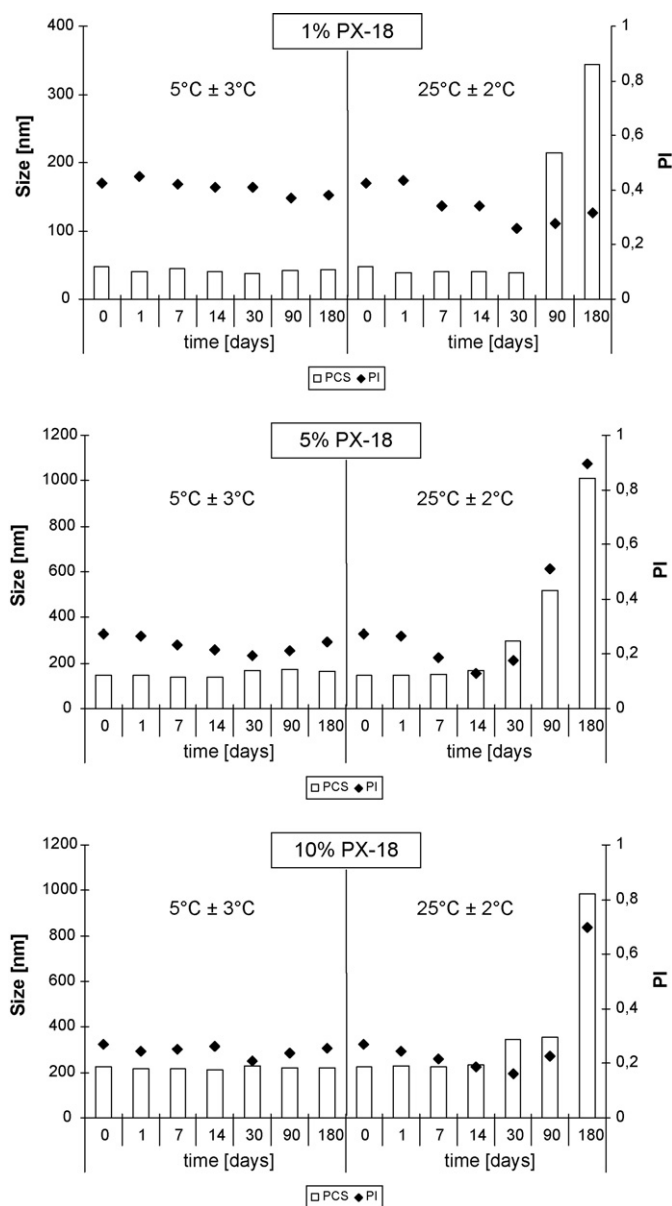 1% PX-18
400
300
200
100
0
Size [nm]
5°C ± 3°C
25°C ± 2°C
1
0,8
0,6
0,4
0,2
0
PI
0 1 7 14 30 90 180 0 1 7 14 30 90 180
time [days] time [days]
PCS PI
5% PX-18
1200
1000
800
600
400
200
0
Size [nm]
5°C ± 3°C
25°C ± 2°C
1
0,8
0,6
0,4
0,2
0
PI
0 1 7 14 30 90 180 0 1 7 14 30 90 180
time [days] time [days
PCS PI
10% PX-18
1200
1000
800
600
400
200
0
Size [nm]
5°C ± 3°C
25°C ± 2°C
1
0,8
0,6
0,4
0,2
0
PI
0 1 7 14 30 90 180 0 1 7 14 30 90 180
time [days] time [days]
PCS PI